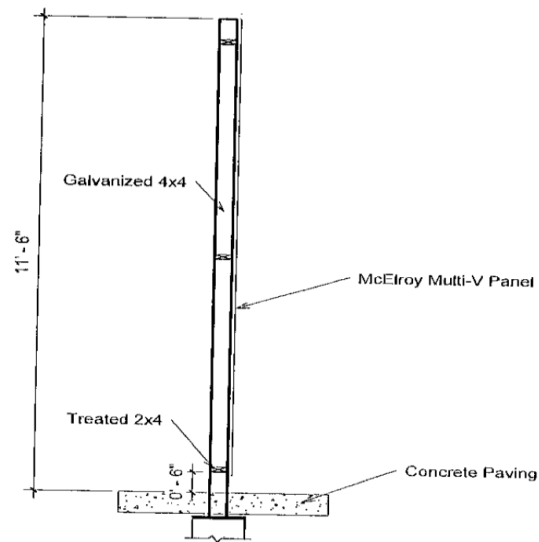 Galvanized 4x4
11' - 6"
McElroy Multi-V Panel
Treated 2x4
0' - 6"
Concrete Paving